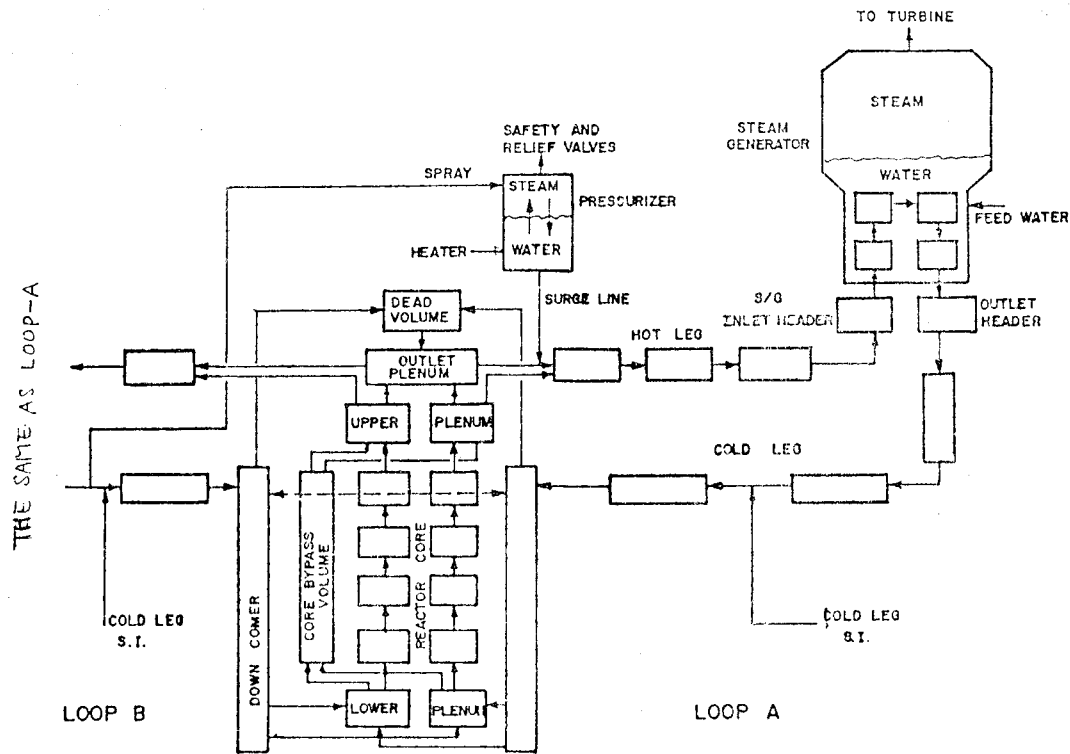 TO TURBINE
STEAM
STEAM
GENERATOR
WATER
FEED WATER
SAFETY AND
RELIEF VALVES
SPRAY
STEAM
PRESSURIZER
HEATER
WATER
SURGE LINE
S/G
INLET HEADER
OUTLET
HEADER
DEAD
VOLUME
HOT LEG
OUTLET
PLENUM
UPPER
PLENUM
COLD LEG
THE SAME AS LOOP-A
CORE BYPASS
VOLUME
REACTOR CORE
DOWN COMER
COLD LEG
S.I.
COLD LEG
S.I.
LOWER
PLENUM
LOOP B
LOOP A